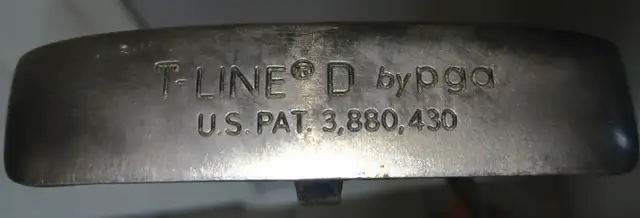 T-LINE® D by pga
U.S. PAT. 3,880,430